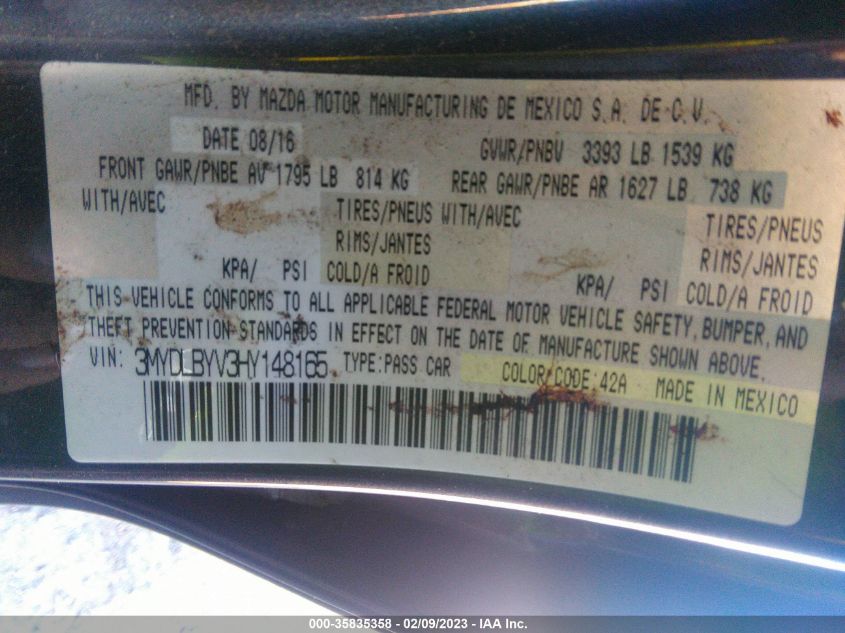 MFD. BY MAZDA MOTOR MANUFACTURING DE MEXICO S.A. DE C.V.
DATE 08/16 GVWR/PNBV 3393 LB 1539 KG
FRONT GAWR/PNBE AV 1795 LB 814 KG REAR GAWR/PNBE AR 1627 LB 738 KG
WITH/AVEC TIRES/PNEUS WITH/AVEC TIRES/PNEUS
RIMS/JANTES RIMS/JANTES
KPA/ PSI COLD/A FROID KPA/ PSI COLD/A FROID
THIS VEHICLE CONFORMS TO ALL APPLICABLE FEDERAL MOTOR VEHICLE SAFETY, BUMPER, AND
THEFT PREVENTION STANDARDS IN EFFECT ON THE DATE OF MANUFACTURE SHOWN ABOVE.
VIN: 3MYDLBYV3HY148165 TYPE:PASS CAR COLOR CODE:42A MADE IN MEXICO
000-35835358 - 02/09/2023 - IAA Inc.